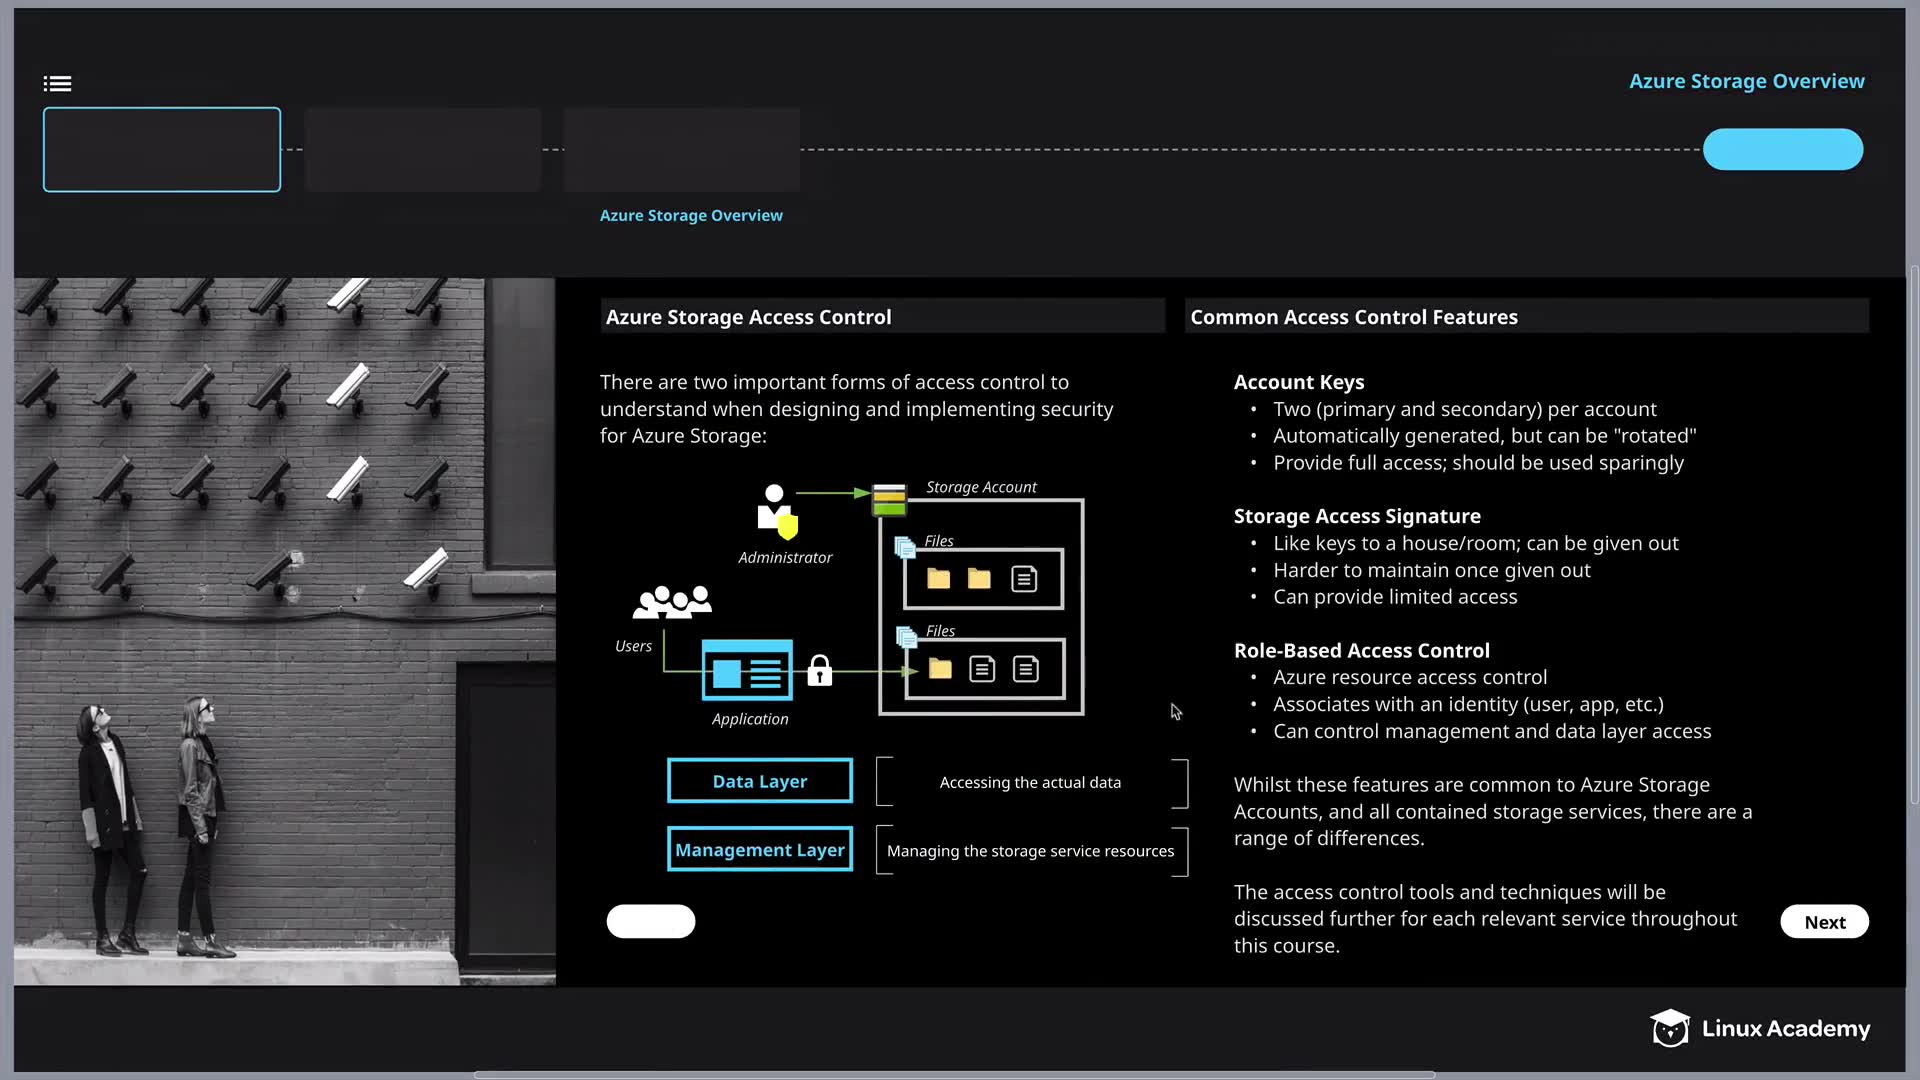 Azure Storage Overview
Azure Storage Overview
Azure Storage Access Control
There are two important forms of access control to
understand when designing and implementing security
for Azure Storage:
Storage Account
Administrator
Files
Users
Files
Application
Data Layer
Accessing the actual data
Management Layer
Managing the storage service resources
Common Access Control Features
Account Keys
• Two (primary and secondary) per account
• Automatically generated, but can be "rotated"
• Provide full access; should be used sparingly
Storage Access Signature
• Like keys to a house/room; can be given out
• Harder to maintain once given out
• Can provide limited access
Role-Based Access Control
• Azure resource access control
• Associates with an identity (user, app, etc.)
• Can control management and data layer access
Whilst these features are common to Azure Storage
Accounts, and all contained storage services, there are a
range of differences.
The access control tools and techniques will be
discussed further for each relevant service throughout
this course.
Next
Linux Academy